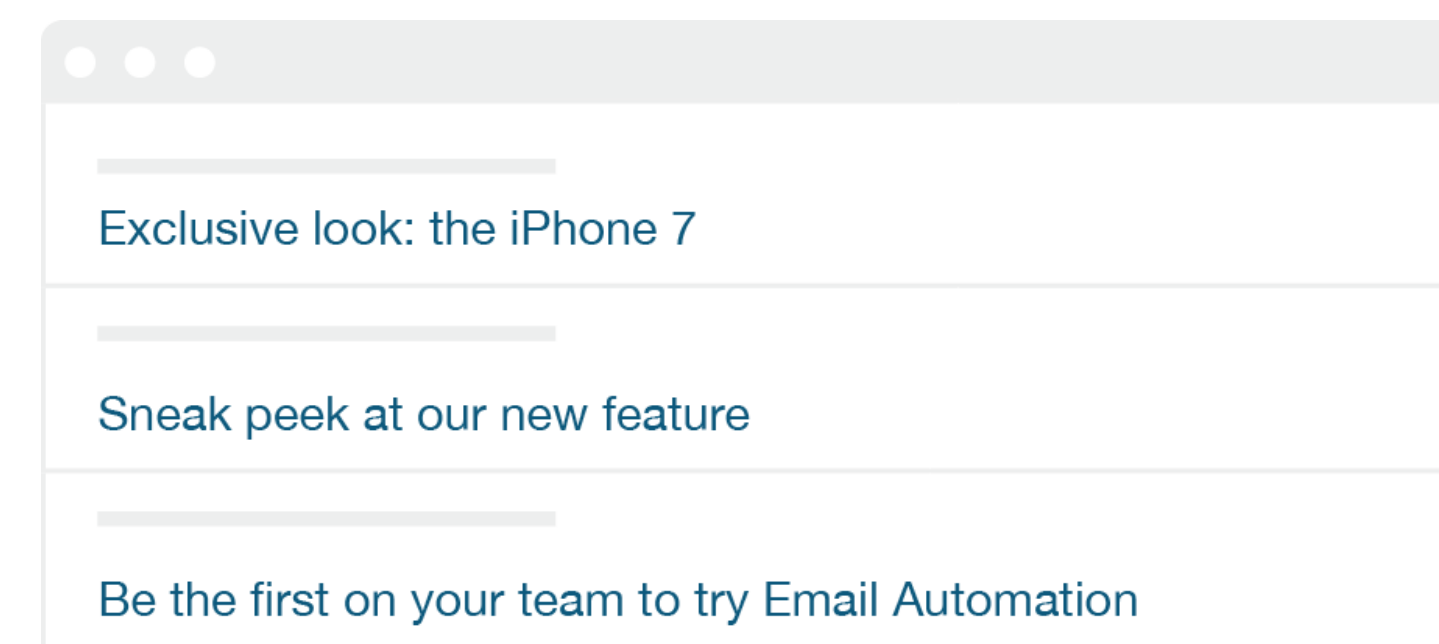 Exclusive look: the iPhone 7
Sneak peek at our new feature
Be the first on your team to try Email Automation